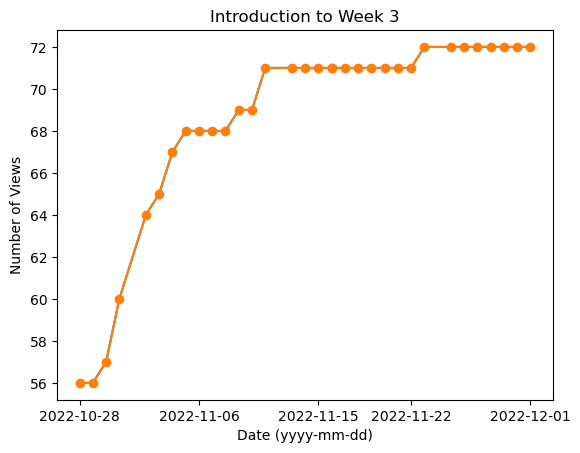 Introduction to Week 3
72
70
68
66
64
62
60
58
56
Number of Views
2022-10-28 2022-11-06 2022-11-15 2022-11-22 2022-12-01
Date (yyyy-mm-dd)